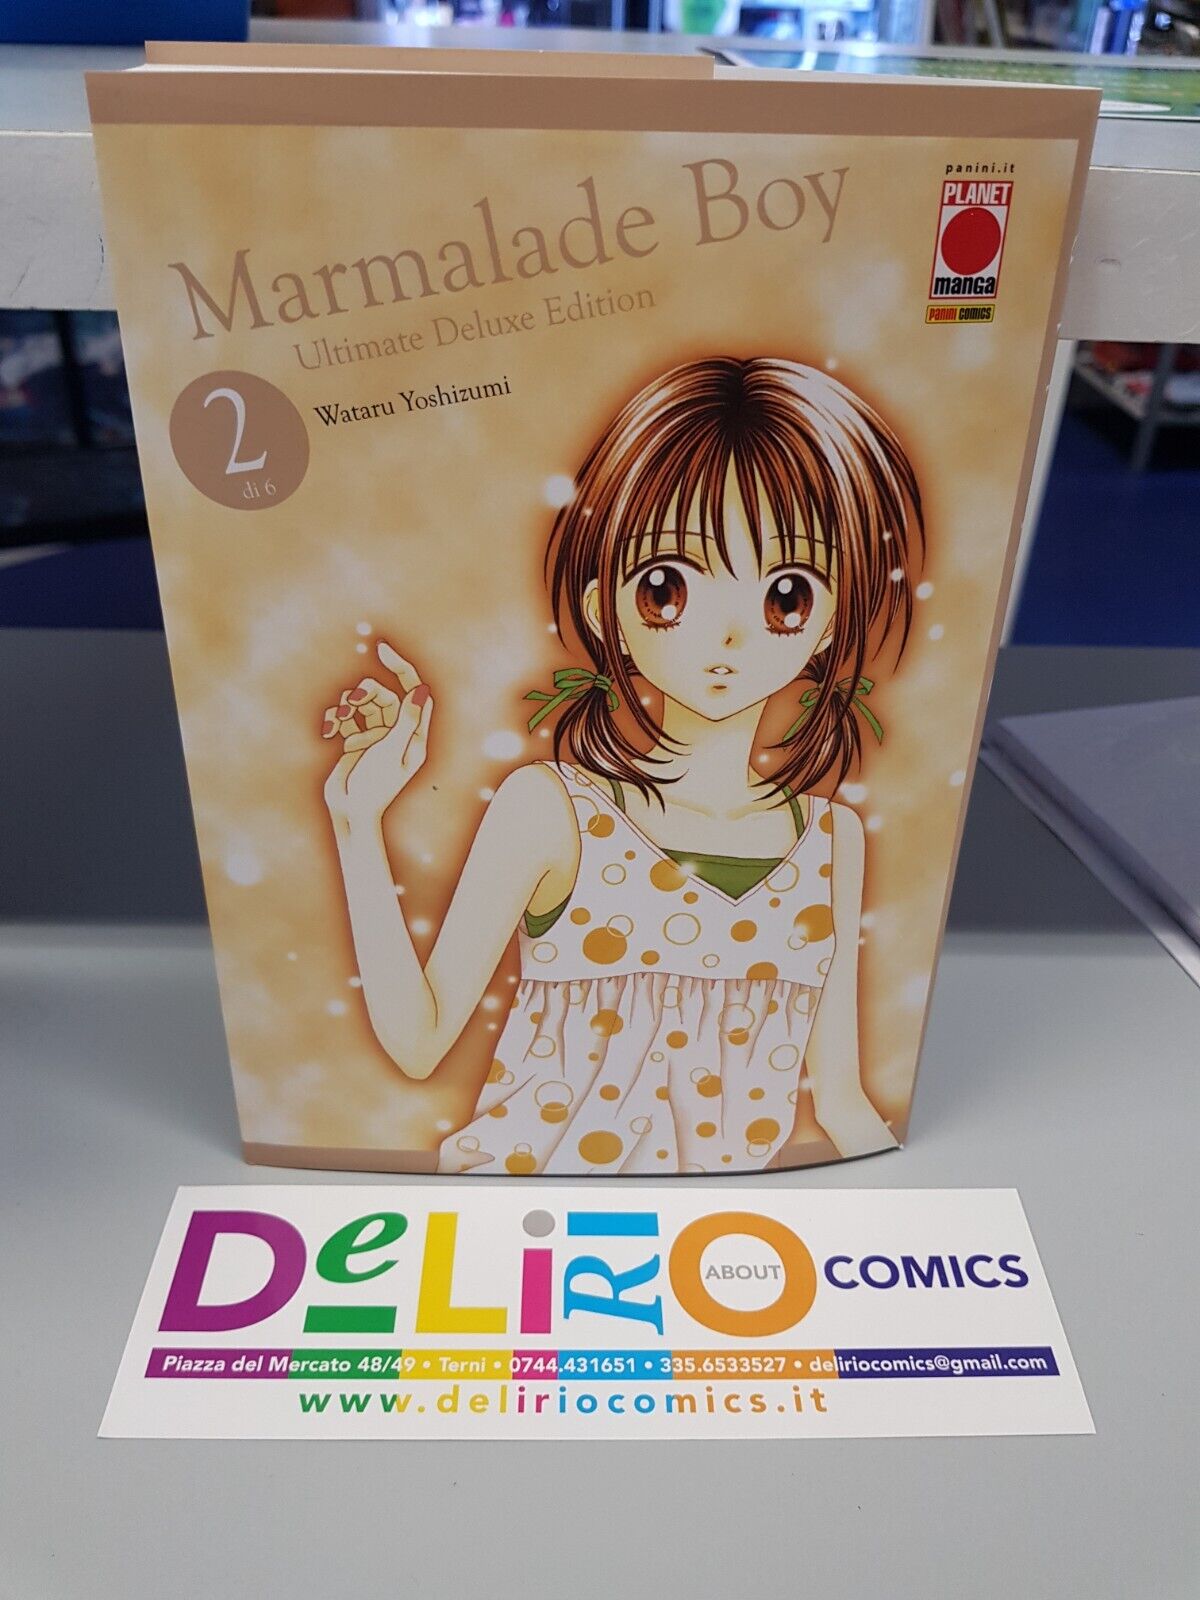 panini.it
PLANET
manga
PANINI COMICS
Marmalade Boy
Ultimate Deluxe Edition
2
di 6
Wataru Yoshizumi
DeLiRIO
ABOUT
COMICS
Piazza del Mercato 48/49 • Terni • 0744.431651 • 335.6533527 • deliriocomics@gmail.com
www.deliriocomics.it